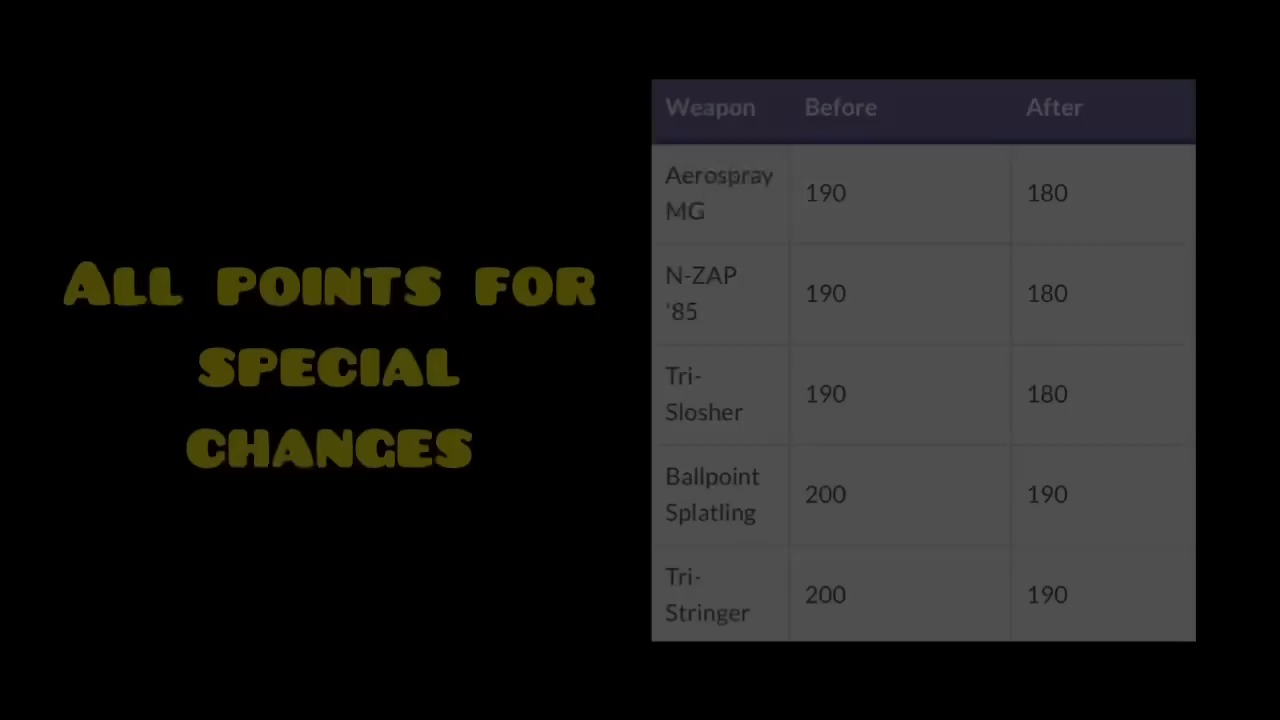 ALL POINTS FOR
SPECIAL
CHANGES
Weapon Before After
Aerospray
MG
190 180
N-ZAP
'85
190 180
Tri-
Slosher
190 180
Ballpoint
Splatling
200 190
Tri-
Stringer
200 190